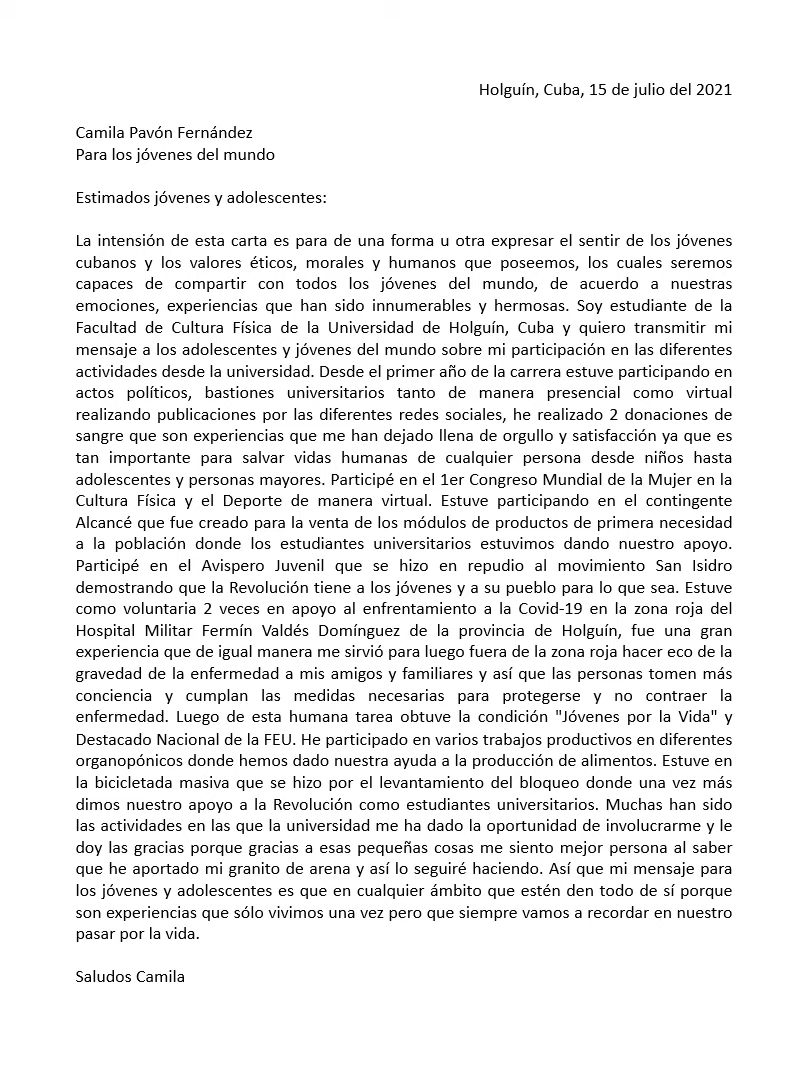 Holguín, Cuba, 15 de julio del 2021
Camila Pavón Fernández
Para los jóvenes del mundo
Estimados jóvenes y adolescentes:
La intensión de esta carta es para de una forma u otra expresar el sentir de los jóvenes
cubanos y los valores éticos, morales y humanos que poseemos, los cuales seremos
capaces de compartir con todos los jóvenes del mundo, de acuerdo a nuestras
emociones, experiencias que han sido innumerables y hermosas. Soy estudiante de la
Facultad de Cultura Física de la Universidad de Holguín, Cuba y quiero transmitir mi
mensaje a los adolescentes y jóvenes del mundo sobre mi participación en las diferentes
actividades desde la universidad. Desde el primer año de la carrera estuve participando en
actos políticos, bastiones universitarios tanto de manera presencial como virtual
realizando publicaciones por las diferentes redes sociales, he realizado 2 donaciones de
sangre que son experiencias que me han dejado llena de orgullo y satisfacción ya que es
tan importante para salvar vidas humanas de cualquier persona desde niños hasta
adolescentes y personas mayores. Participé en el 1er Congreso Mundial de la Mujer en la
Cultura Física y el Deporte de manera virtual. Estuve participando en el contingente
Alcancé que fue creado para la venta de los módulos de productos de primera necesidad
a la población donde los estudiantes universitarios estuvimos dando nuestro apoyo.
Participé en el Avispero Juvenil que se hizo en repudio al movimiento San Isidro
demostrando que la Revolución tiene a los jóvenes y a su pueblo para lo que sea. Estuve
como voluntaria 2 veces en apoyo al enfrentamiento a la Covid-19 en la zona roja del
Hospital Militar Fermín Valdés Domínguez de la provincia de Holguín, fue una gran
experiencia que de igual manera me sirvió para luego fuera de la zona roja hacer eco de la
gravedad de la enfermedad a mis amigos y familiares y así que las personas tomen más
conciencia y cumplan las medidas necesarias para protegerse y no contraer la
enfermedad. Luego de esta humana tarea obtuve la condición "Jóvenes por la Vida" y
Destacado Nacional de la FEU. He participado en varios trabajos productivos en diferentes
organopónicos donde hemos dado nuestra ayuda a la producción de alimentos. Estuve en
la bicicletada masiva que se hizo por el levantamiento del bloqueo donde una vez más
dimos nuestro apoyo a la Revolución como estudiantes universitarios. Muchas han sido
las actividades en las que la universidad me ha dado la oportunidad de involucrarme y le
doy las gracias porque gracias a esas pequeñas cosas me siento mejor persona al saber
que he aportado mi granito de arena y así lo seguiré haciendo. Así que mi mensaje para
los jóvenes y adolescentes es que en cualquier ámbito que estén den todo de sí porque
son experiencias que sólo vivimos una vez pero que siempre vamos a recordar en nuestro
pasar por la vida.
Saludos Camila